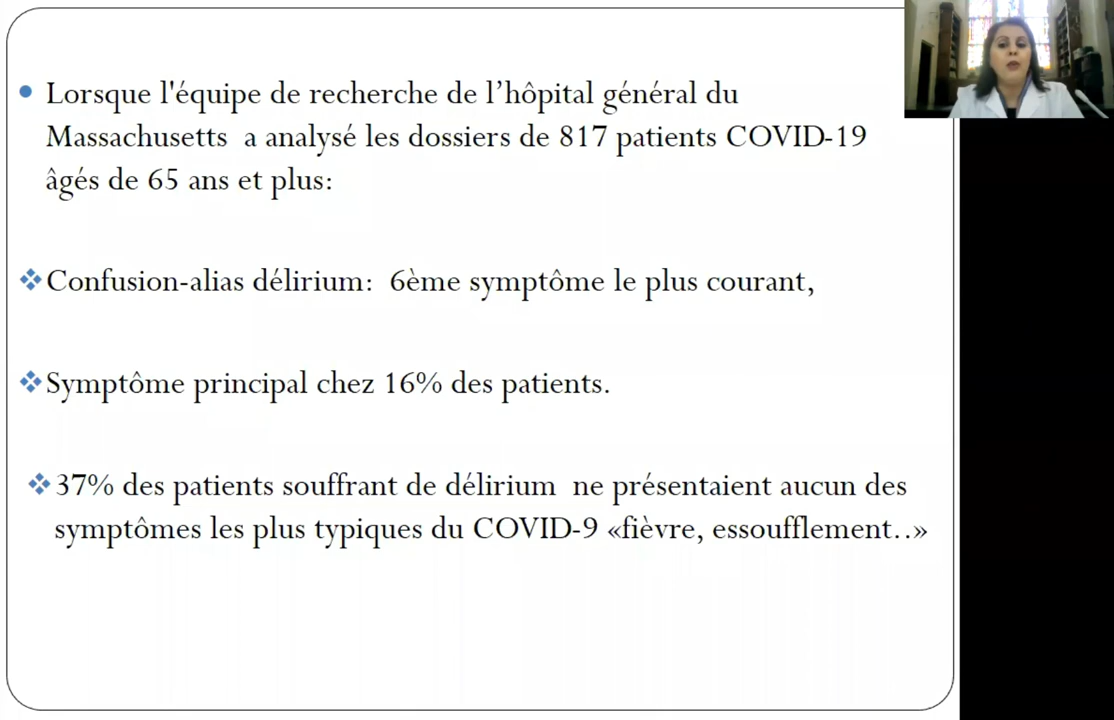 Lorsque l'équipe de recherche de l’hôpital général du
Massachusetts a analysé les dossiers de 817 patients COVID-19
âgés de 65 ans et plus:
Confusion-alias délirium: 6ème symptôme le plus courant,
Symptôme principal chez 16% des patients.
37% des patients souffrant de délirium ne présentaient aucun des
symptômes les plus typiques du COVID-9 «fièvre, essoufflement..»